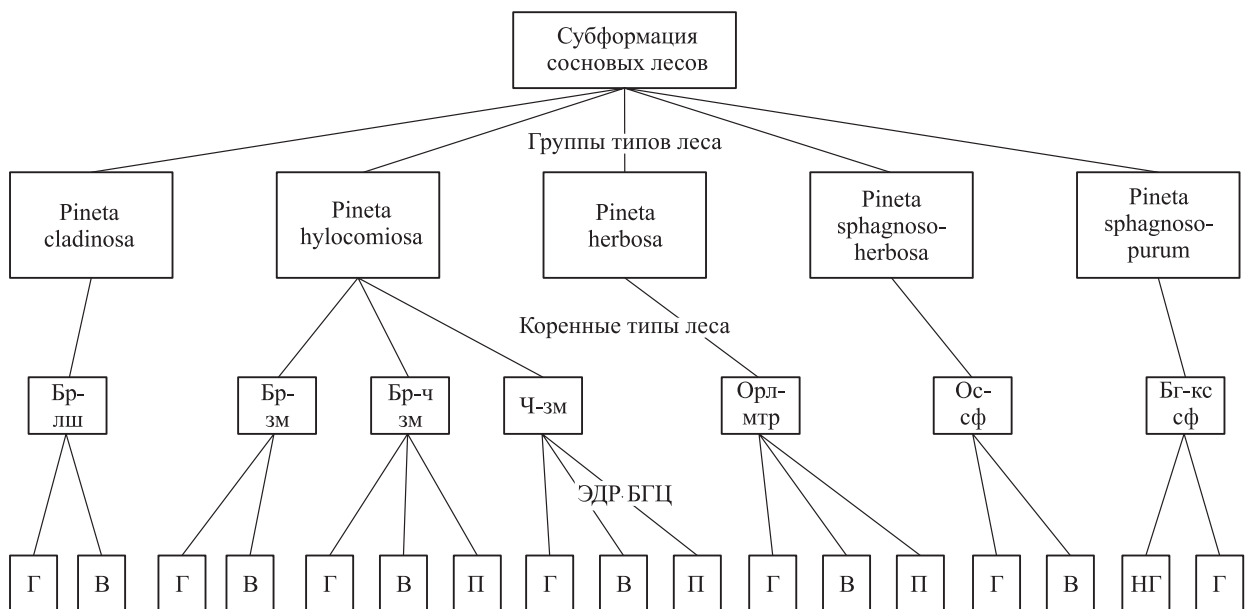 Субформация
сосновых лесов
Группы типов леса
Pineta
cladinosa
Pineta
hylocomiosa
Pineta
herbosa
Pineta
sphagnoso-
herbosa
Pineta
sphagnoso-
purum
Коренные типы леса
Бр-
лш
Бр-
зм
Бр-ч
зм
Ч-зм
Орл-
мтр
Ос-
сф
Бг-кс
сф
ЭДР БГЦ
Г
В
Г
В
Г
В
П
Г
В
П
Г
В
П
Г
В
НГ
Г